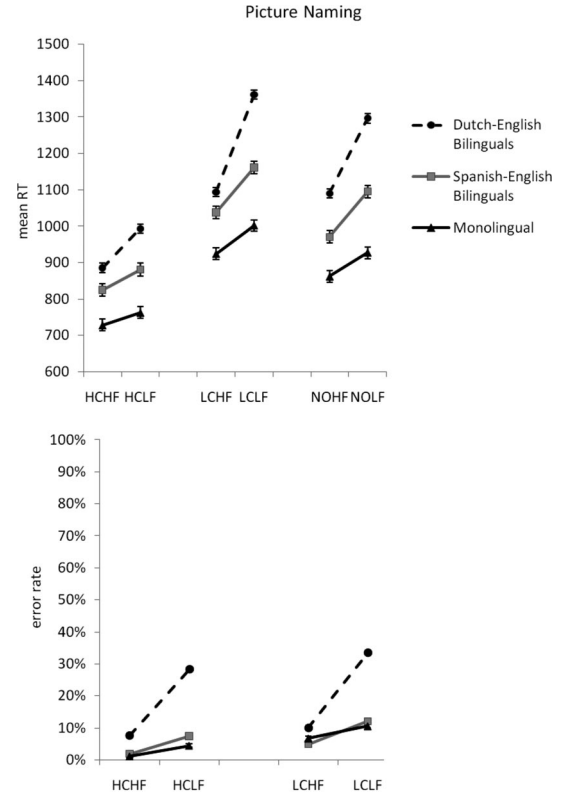 Picture Naming
1500
1400
1300
1200
1100
1000
900
800
700
600
mean RT
HCHF HCLF LCHF LCLF NOHF NOLF
Dutch-English
Bilinguals
Spanish-English
Bilinguals
Monolingual
100%
90%
80%
70%
60%
50%
40%
30%
20%
10%
0%
error rate
HCHF HCLF LCHF LCLF